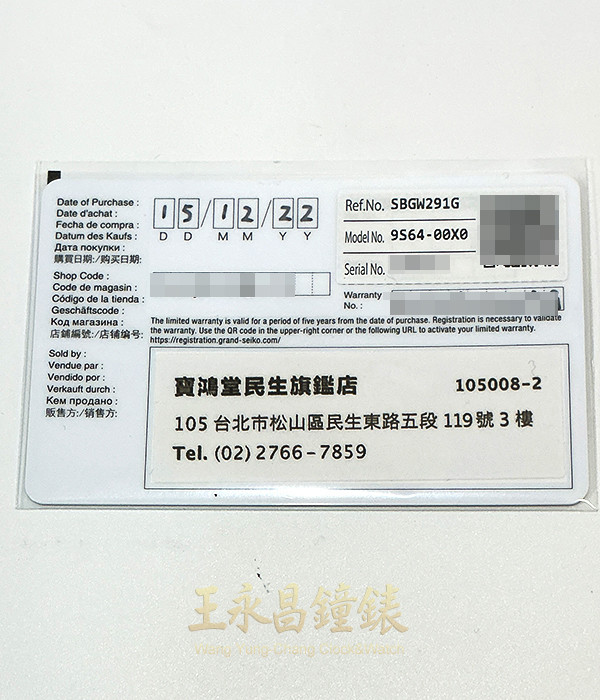 Date of Purchase :
Date d'achat :
Fecha de compra :
Datum des Kaufs :
Дата покупки :
購買日期:/购买日期:
15/12/22
D D M M Y Y
Ref.No. SBGW291G
Model No. 9S64-00X0
Serial No.
Shop Code :
Code de magasin :
Código de la tienda :
Geschäftscode :
Код магазина :
店鋪編號:/店铺编号:
Warranty
No. :
The limited warranty is valid for a period of five years from the date of purchase. Registration is necessary to validate
the warranty. Use the QR code in the upper-right corner or the following URL to activate your limited warranty.
https://registration.grand-seiko.com/
Sold by :
Vendue par :
Vendido por :
Verkauft durch :
Кем продано :
販售方:/销售方:
寶鴻堂民生旗鑑店 105008-2
105 台北市松山區民生東路五段 119 號 3 樓
Tel. (02) 2766-7859
王永昌鐘錶
Wang Yong Chang Clock&Watch